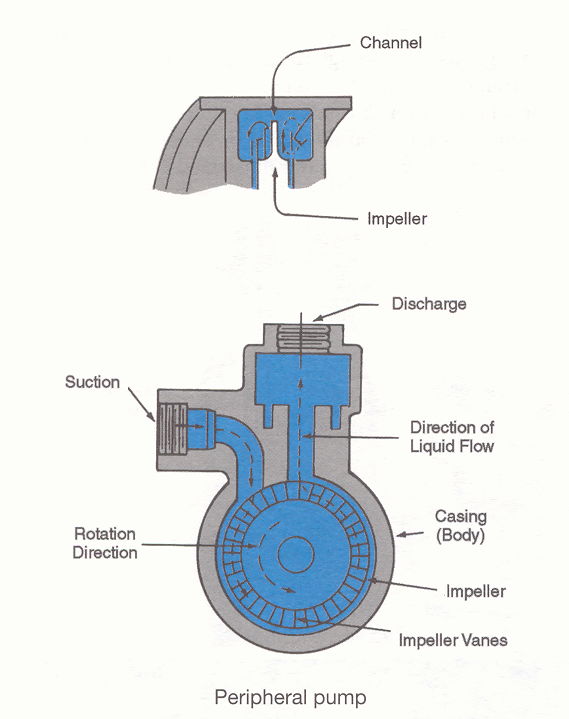 Channel
Impeller
Discharge
Suction
Direction of
Liquid Flow
Casing
(Body)
Rotation
Direction
Impeller
Impeller Vanes
Peripheral pump